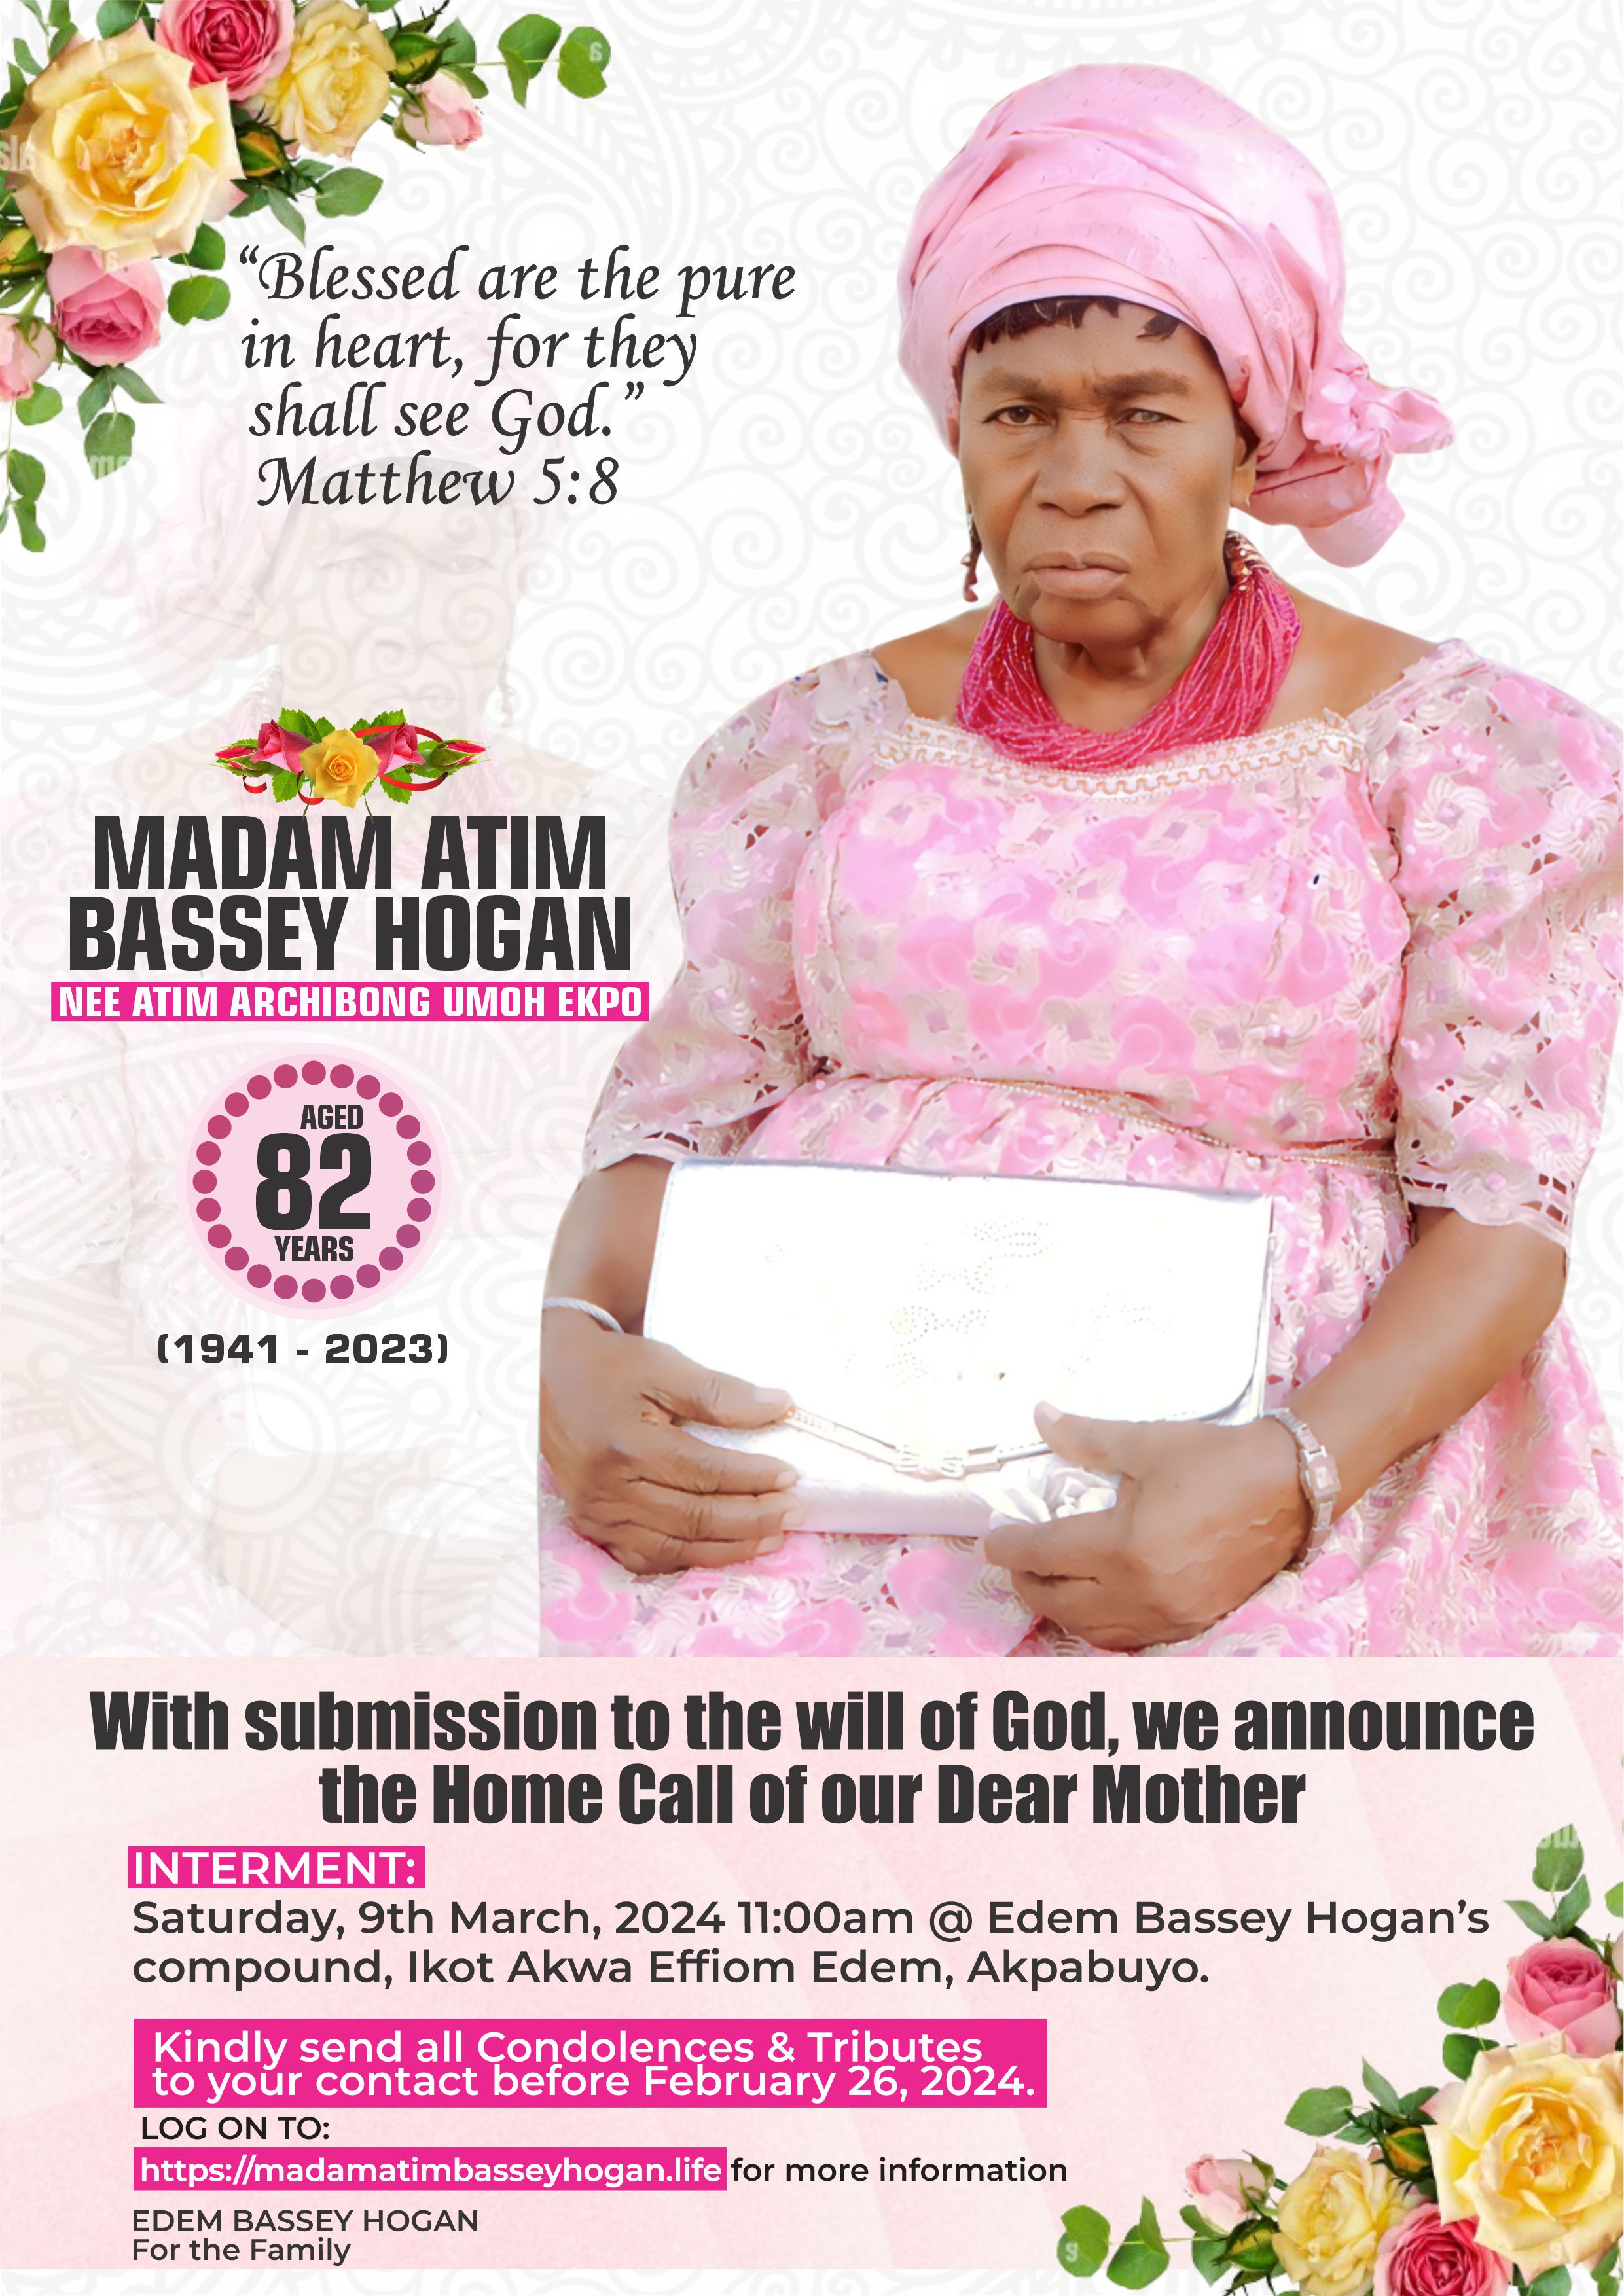 “Blessed are the pure
in heart, for they
shall see God.”
Matthew 5:8
MADAM ATIM
BASSEY HOGAN
NEE ATIM ARCHIBONG UMOH EKPO
AGED
82
YEARS
(1941 - 2023)
With submission to the will of God, we announce
the Home Call of our Dear Mother
INTERMENT:
Saturday, 9th March, 2024 11:00am @ Edem Bassey Hogan’s
compound, Ikot Akwa Effiom Edem, Akpabuyo.
Kindly send all Condolences & Tributes
to your contact before February 26, 2024.
LOG ON TO:
https://madamatimbasseyhogan.life for more information
EDEM BASSEY HOGAN
For the Family